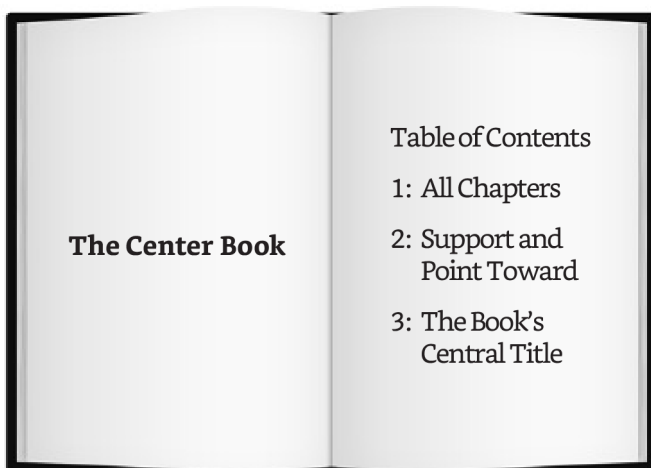 The Center Book
Table of Contents
1: All Chapters
2: Support and
Point Toward
3: The Book’s
Central Title